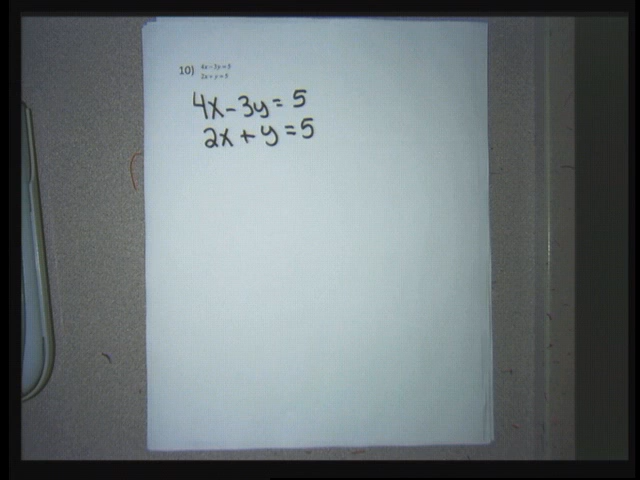 10) 4x - 3y = 5
2x + y = 5
4x - 3y = 5
2x + y = 5